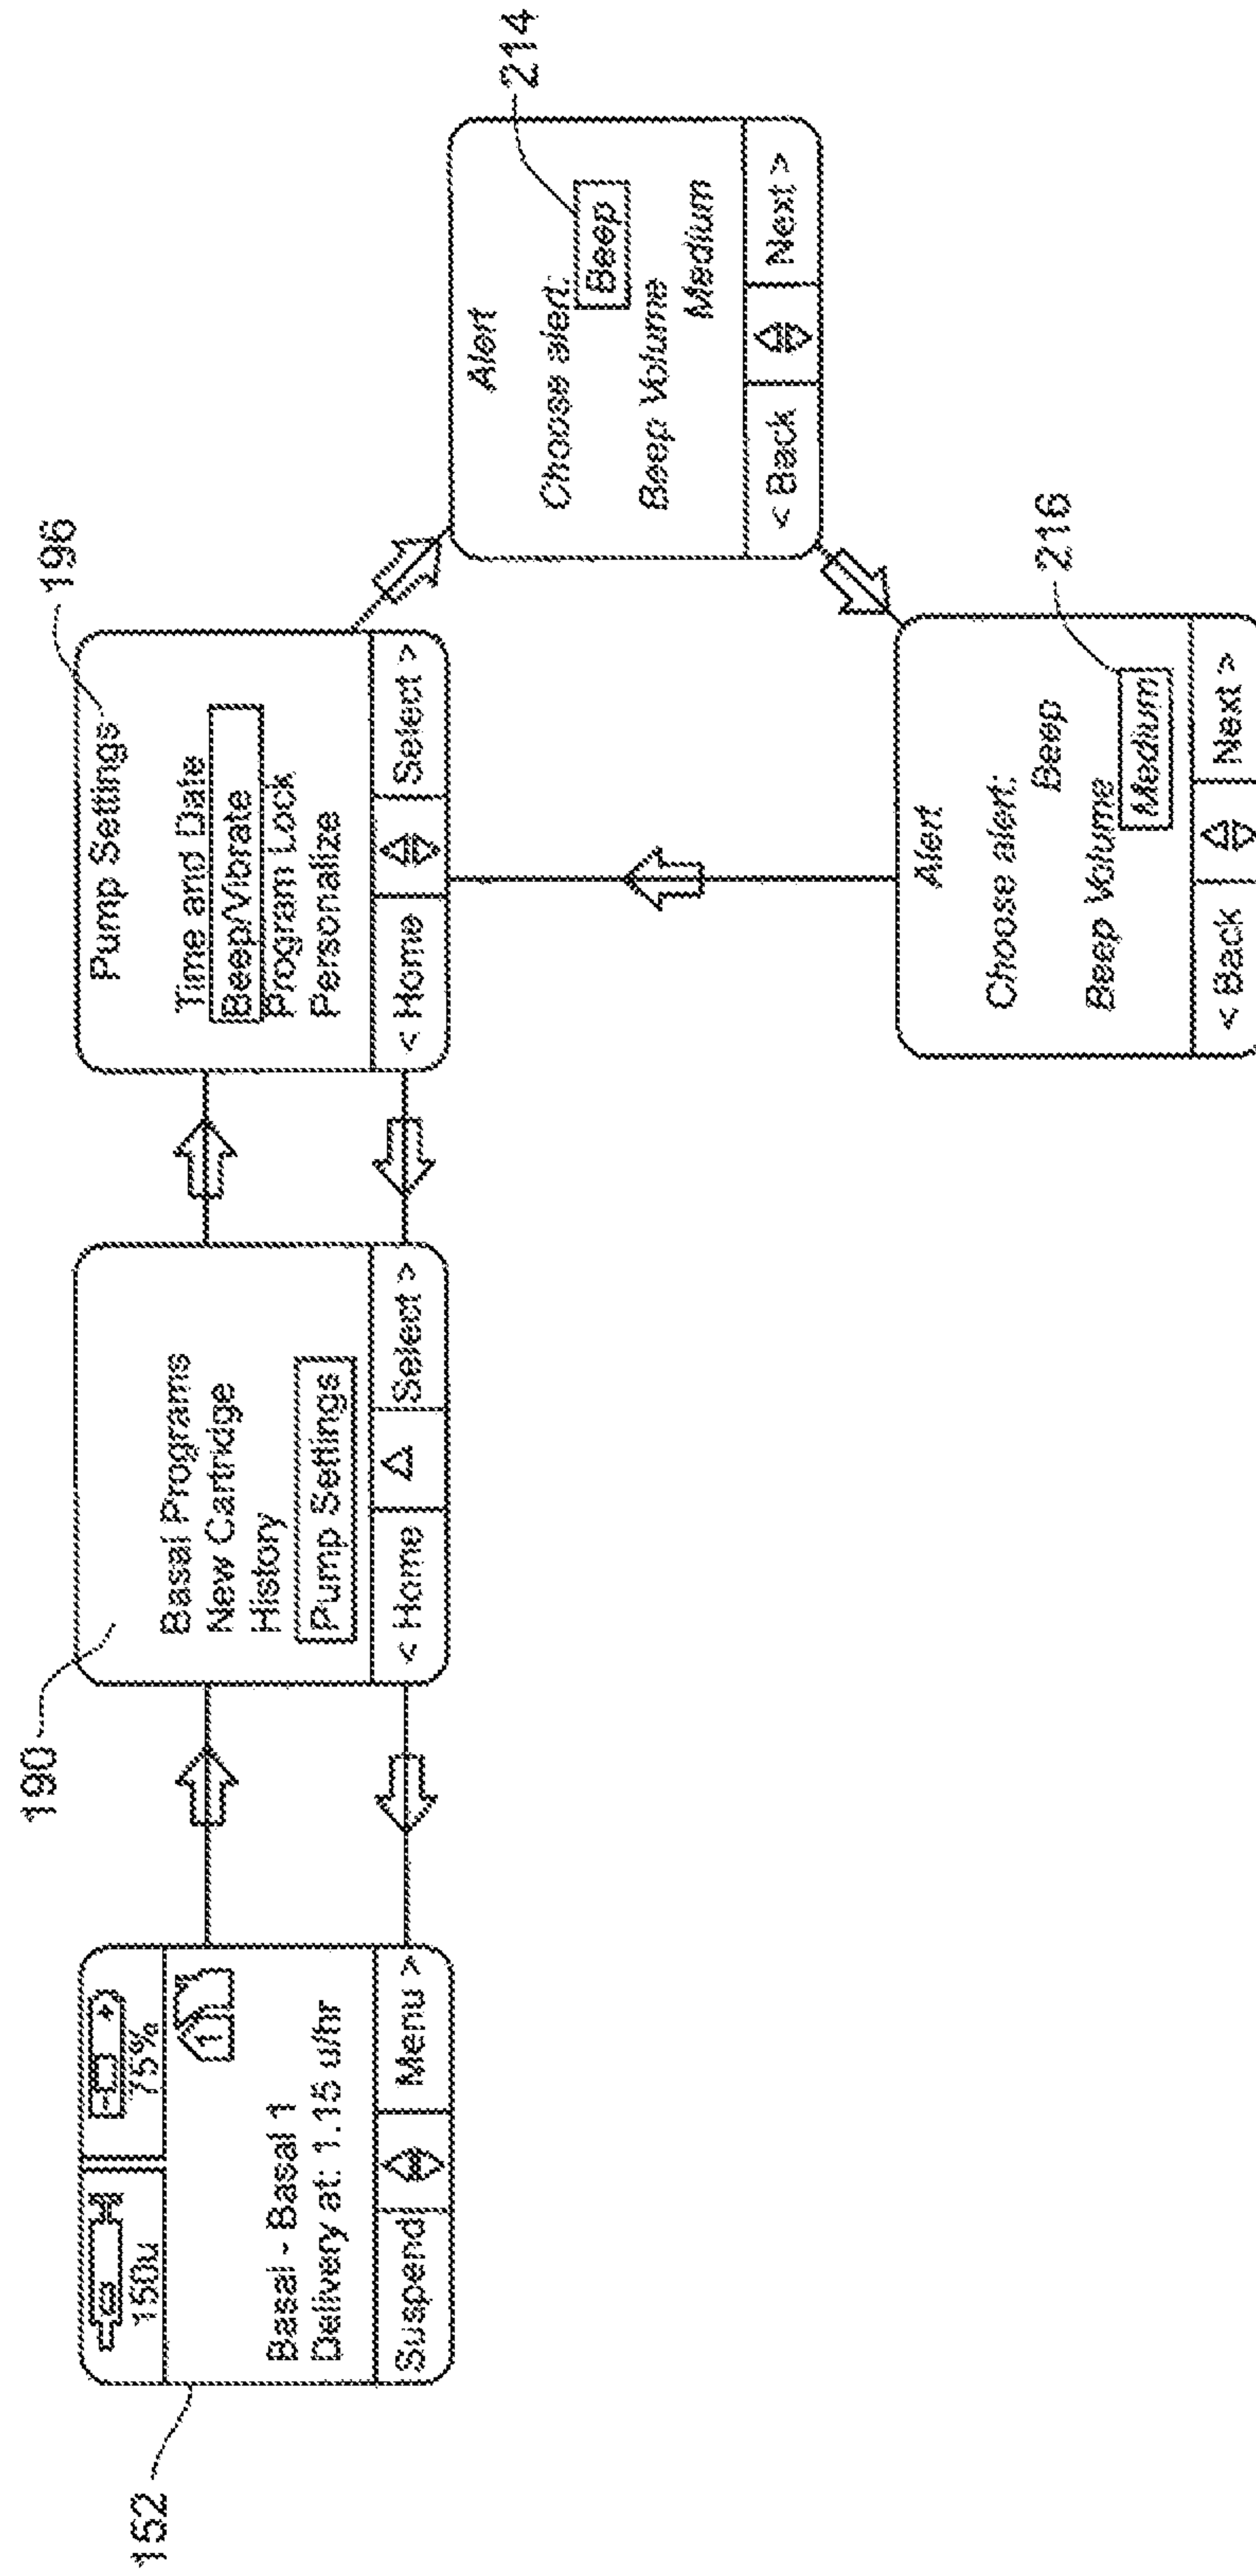 152
150u
75%
1
Basal - Basal 1
Delivery at: 1.15 u/hr
Suspend
Menu >
190
Basal Programs
New Cartridge
History
Pump Settings
< Home
Select >
196
Pump Settings
Time and Date
Beep/Vibrate
Program Lock
Personalize
< Home
Select >
214
Alert
Choose alert:
Beep
Beep Volume
Medium
< Back
Next >
216
Alert
Choose alert:
Beep
Beep Volume
Medium
< Back
Next >